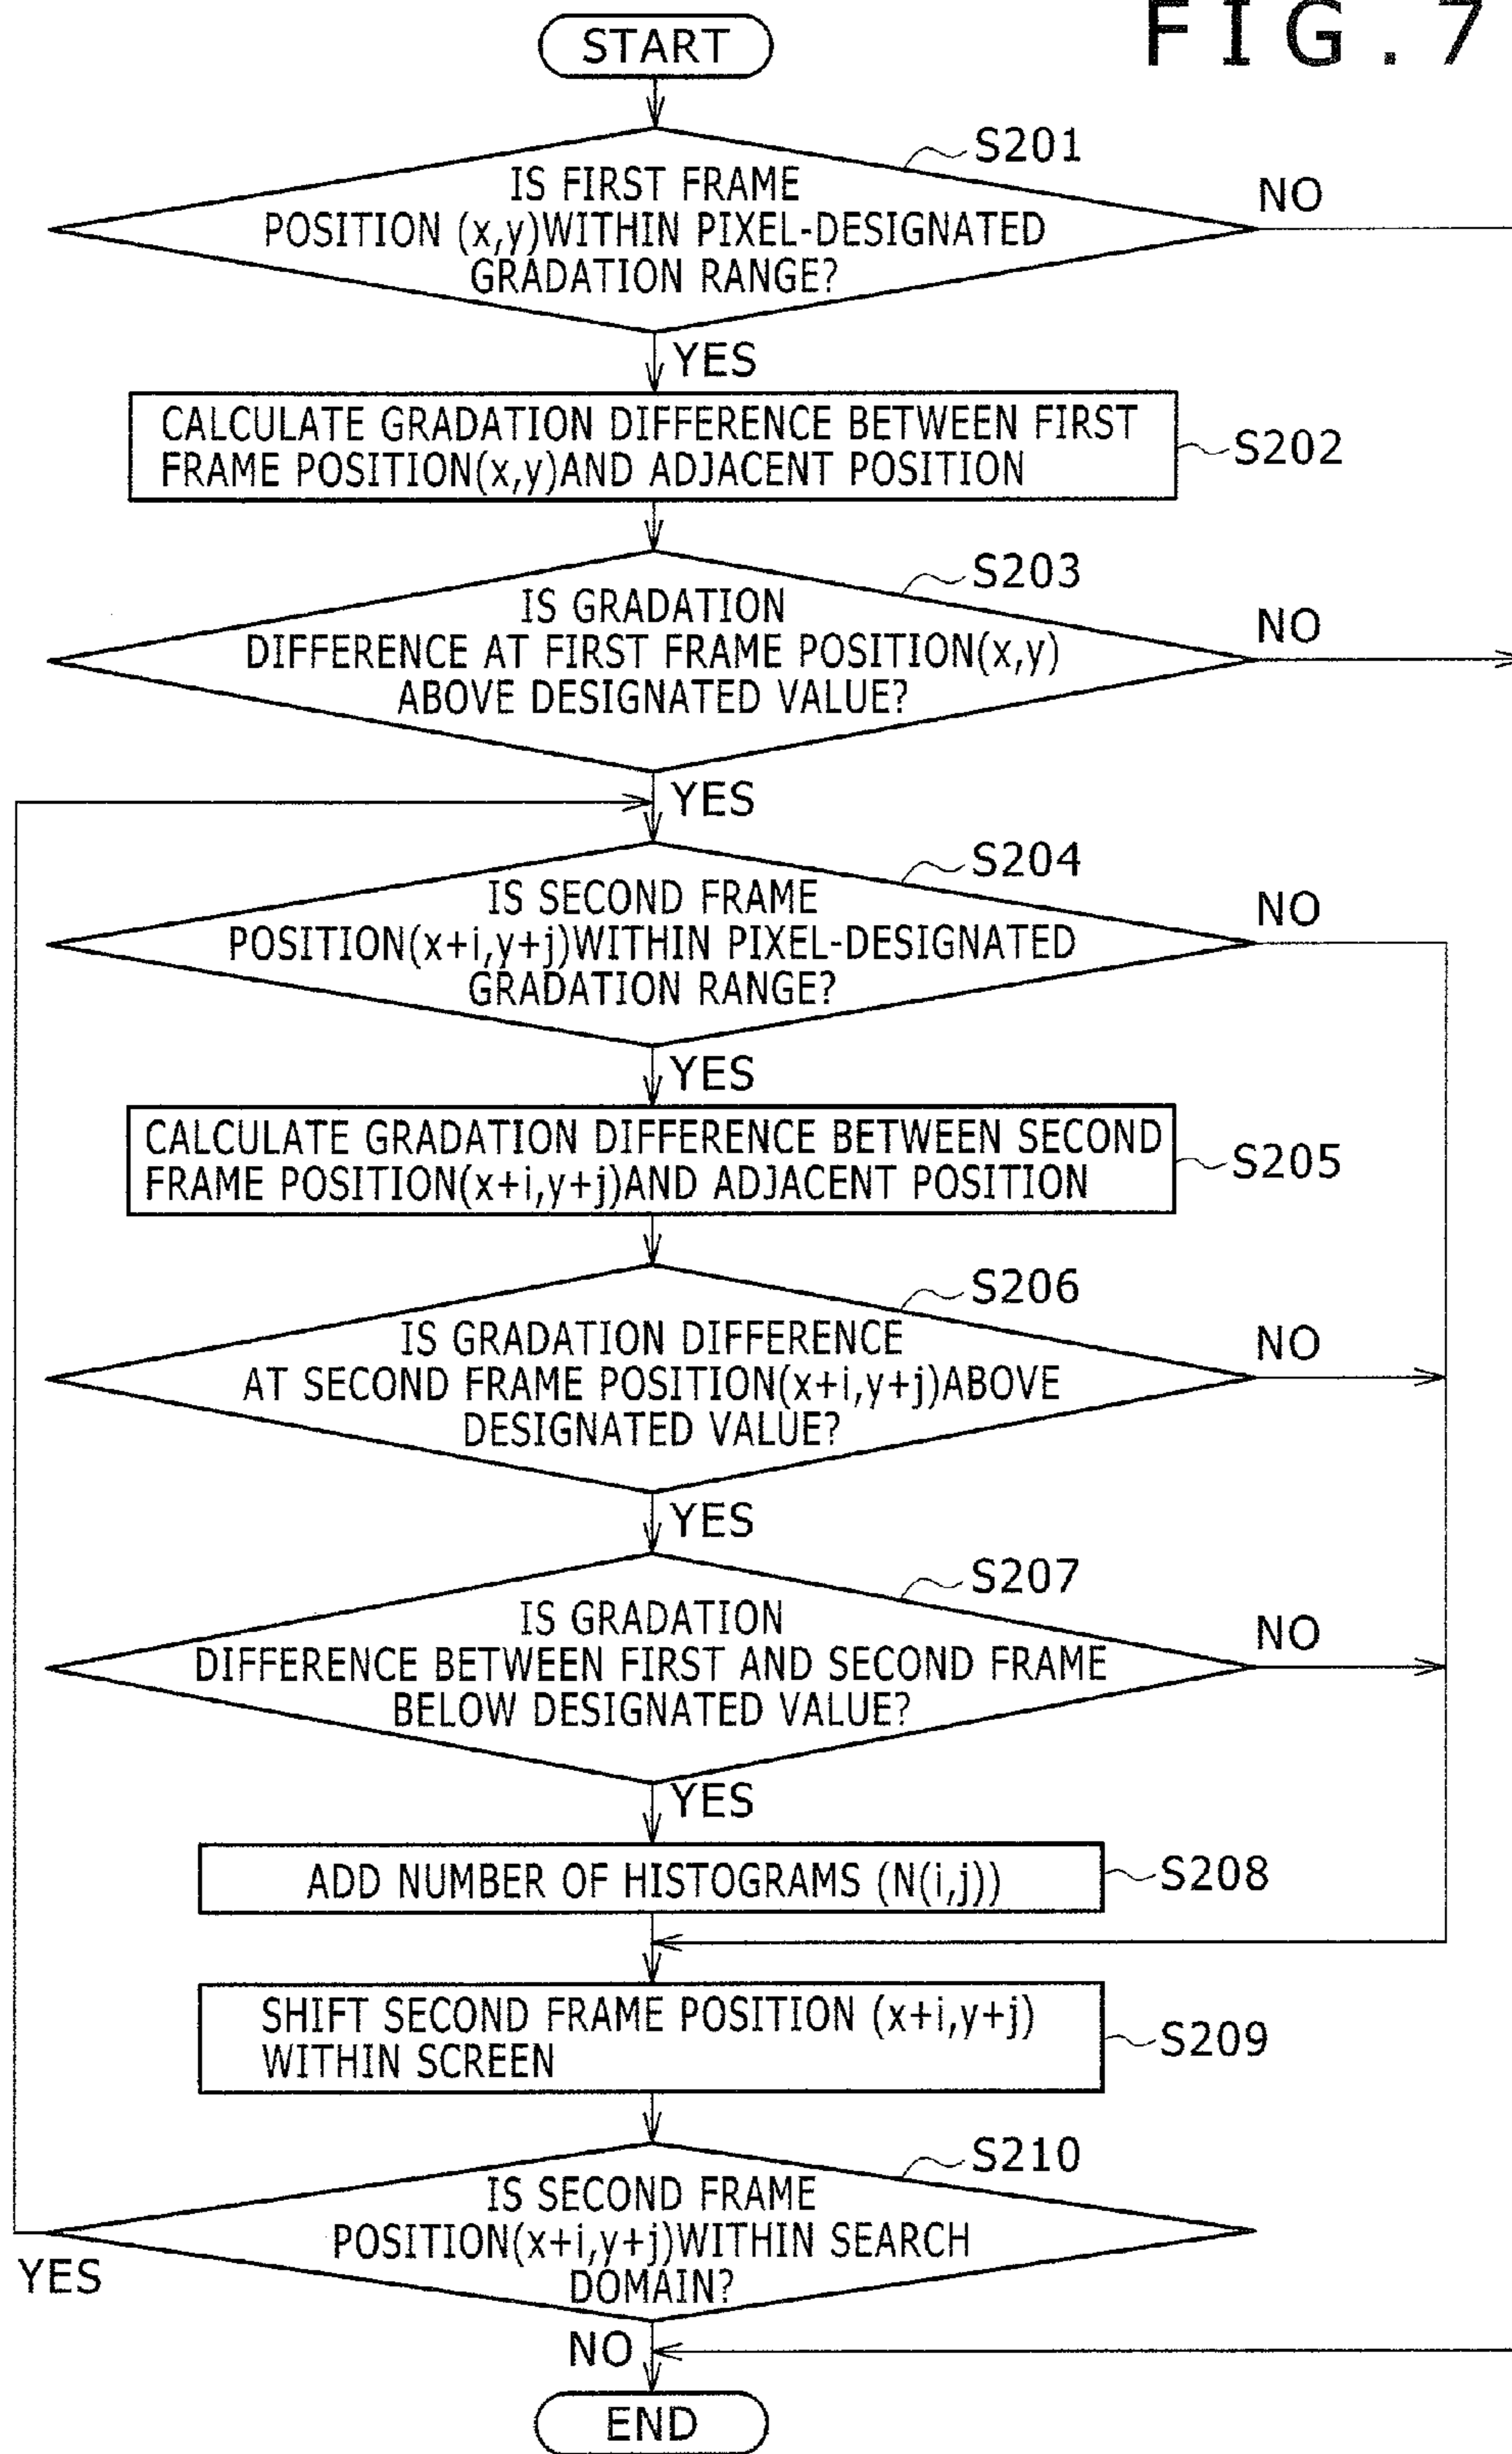 FIG.7
START
S201
IS FIRST FRAME
POSITION (x,y)WITHIN PIXEL-DESIGNATED
GRADATION RANGE?
NO
YES
CALCULATE GRADATION DIFFERENCE BETWEEN FIRST
FRAME POSITION(x,y)AND ADJACENT POSITION
S202
S203
IS GRADATION
DIFFERENCE AT FIRST FRAME POSITION(x,y)
ABOVE DESIGNATED VALUE?
NO
YES
S204
IS SECOND FRAME
POSITION(x+i,y+j)WITHIN PIXEL-DESIGNATED
GRADATION RANGE?
NO
YES
CALCULATE GRADATION DIFFERENCE BETWEEN SECOND
FRAME POSITION(x+i,y+j)AND ADJACENT POSITION
S205
S206
IS GRADATION DIFFERENCE
AT SECOND FRAME POSITION(x+i,y+j)ABOVE
DESIGNATED VALUE?
NO
YES
S207
IS GRADATION
DIFFERENCE BETWEEN FIRST AND SECOND FRAME
BELOW DESIGNATED VALUE?
NO
YES
ADD NUMBER OF HISTOGRAMS (N(i,j))
S208
SHIFT SECOND FRAME POSITION (x+i,y+j)
WITHIN SCREEN
S209
S210
IS SECOND FRAME
POSITION(x+i,y+j)WITHIN SEARCH
DOMAIN?
YES
NO
END